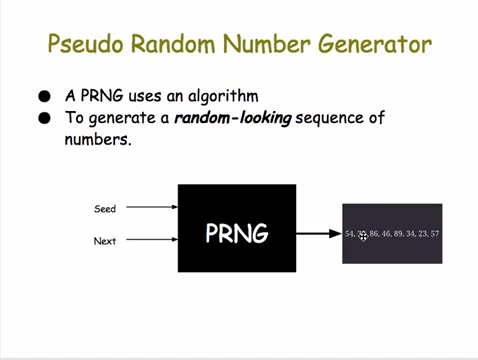 Pseudo Random Number Generator
● A PRNG uses an algorithm
● To generate a random-looking sequence of
numbers.
Seed
Next
PRNG
54, 86, 46, 89, 34, 23, 57